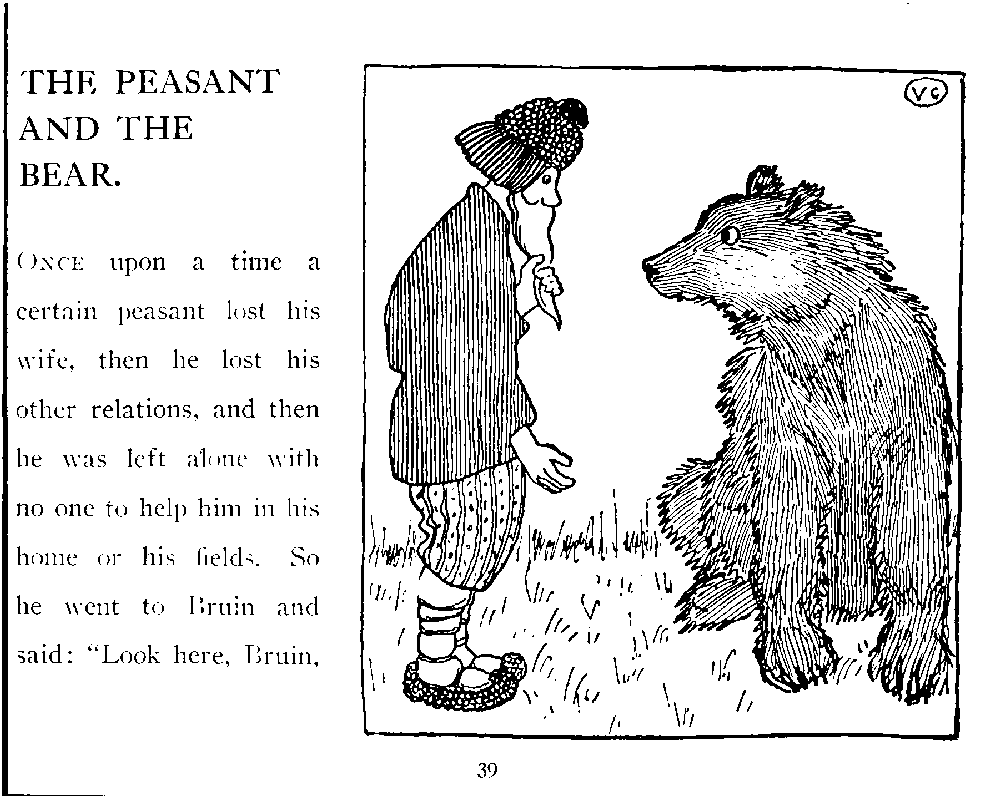 THE PEASANT
AND THE
BEAR.
ONCE upon a time a
certain peasant lost his
wife, then he lost his
other relations, and then
he was left alone with
no one to help him in his
home or his fields. So
he went to Bruin and
said: "Look here, Bruin,
VC
39